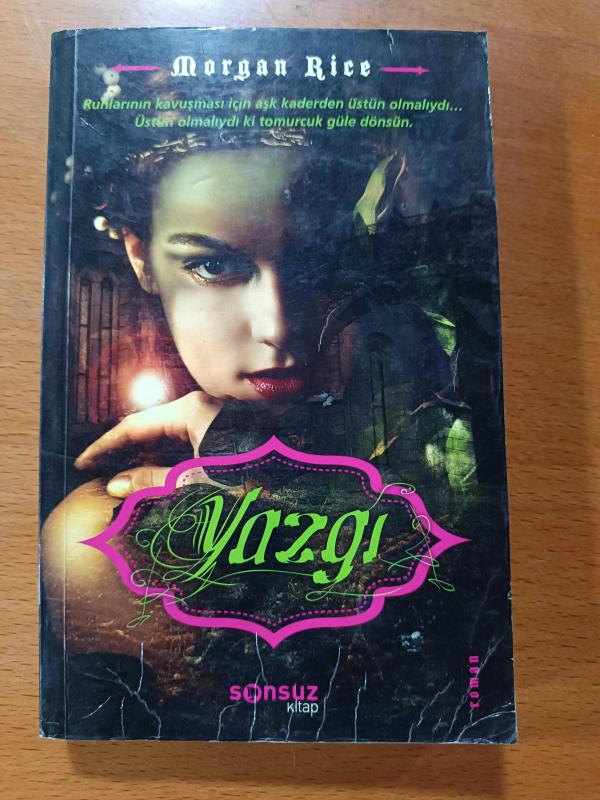 Morgan Rice
Ruhlarının kavuşması için aşk kaderden üstün olmalıydı...
Üstün olmalıydı ki tomurcuk güle dönsün.
Yazgı
sonsuz
kitap
roman